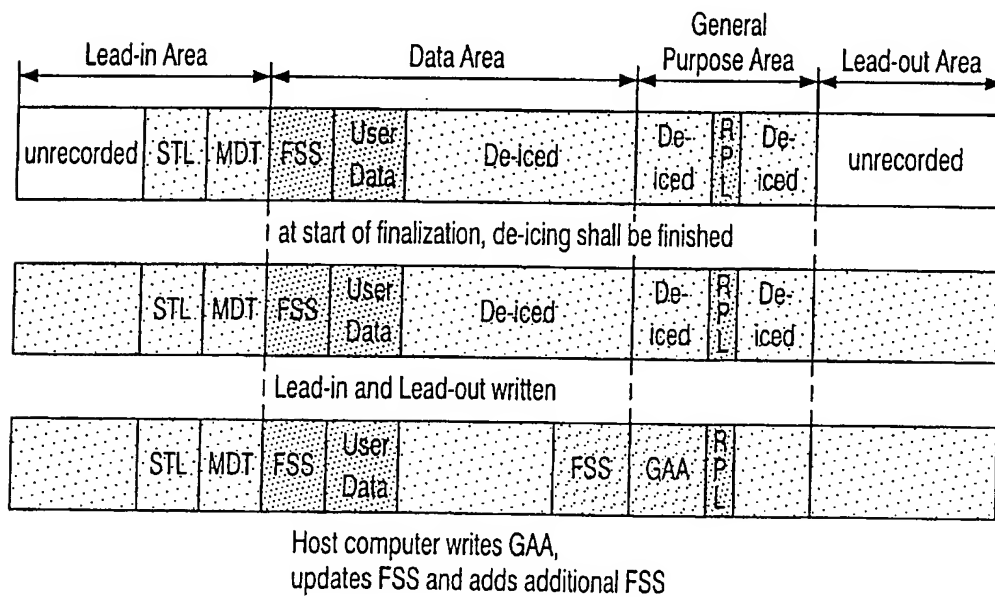 Lead-in Area
Data Area
General
Purpose Area
Lead-out Area
unrecorded
STL
MDT
FSS
User
Data
De-iced
De-
iced
RPL
De-
iced
unrecorded
at start of finalization, de-icing shall be finished
STL
MDT
FSS
User
Data
De-iced
De-
iced
RPL
De-
iced
Lead-in and Lead-out written
STL
MDT
FSS
User
Data
FSS
GAA
RPL
Host computer writes GAA,
updates FSS and adds additional FSS